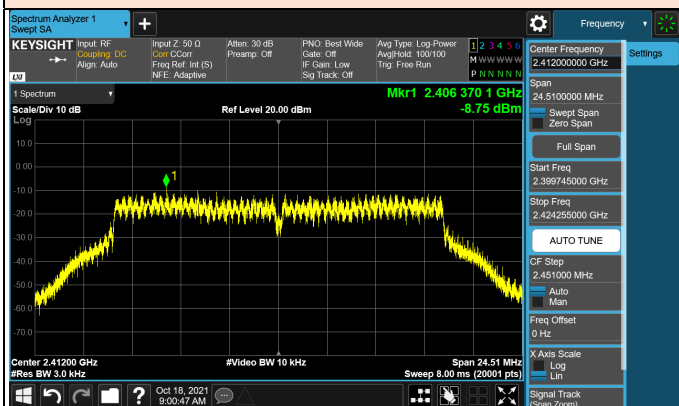 Spectrum Analyzer 1
Swept SA
Frequency
KEYSIGHT
Input: RF
Coupling: DC
Align: Auto
Input Z: 50 Ω
Corr CCorr
Freq Ref: Int (S)
NFE: Adaptive
Atten: 30 dB
Preamp: Off
PNO: Best Wide
Gate: Off
IF Gain: Low
Sig Track: Off
Avg Type: Log-Power
Avg|Hold: 100/100
Trig: Free Run
1 2 3 4 5 6
M W W W W W
P N N N N N
LXI
1 Spectrum
Scale/Div 10 dB
Log
Ref Level 20.00 dBm
Mkr1 2.406 370 1 GHz
-8.75 dBm
10.0
0.00
-10.0
-20.0
-30.0
-40.0
-50.0
-60.0
-70.0
1
Center 2.41200 GHz
#Res BW 3.0 kHz
#Video BW 10 kHz
Span 24.51 MHz
Sweep 8.00 ms (20001 pts)
Oct 18, 2021
9:00:47 AM
Center Frequency
2.412000000 GHz
Span
24.5100000 MHz
Swept Span
Zero Span
Full Span
Start Freq
2.399745000 GHz
Stop Freq
2.424255000 GHz
AUTO TUNE
CF Step
2.451000 MHz
Auto
Man
Freq Offset
0 Hz
X Axis Scale
Log
Lin
Signal Track
(Span Zoom)
Settings